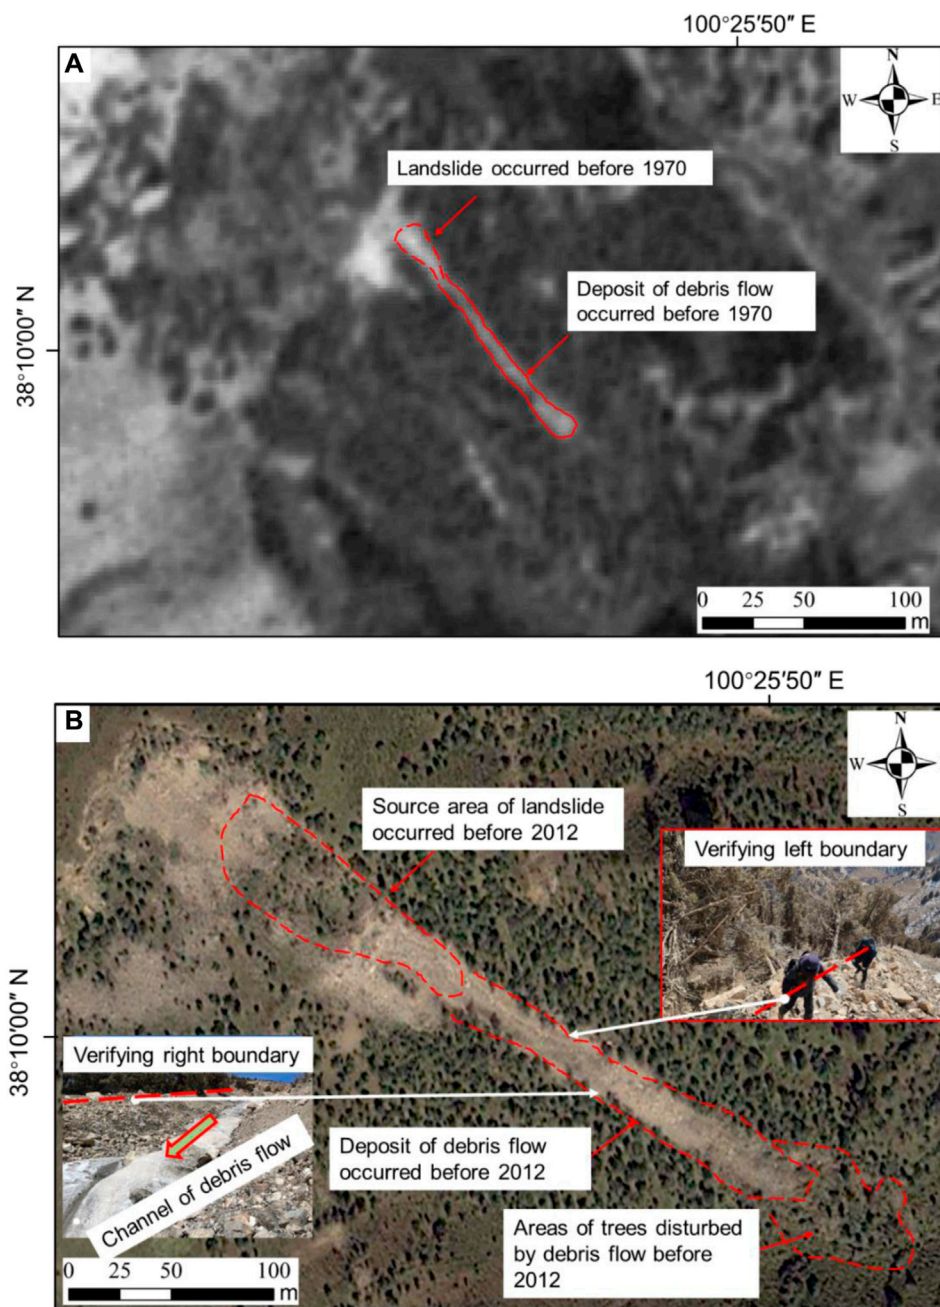 100°25′50″ E
A
N
W
E
S
Landslide occurred before 1970
Deposit of debris flow
occurred before 1970
38°10′00″ N
0 25 50 100
m
100°25′50″ E
B
N
W
E
S
Source area of landslide
occurred before 2012
Verifying left boundary
38°10′00″ N
Verifying right boundary
Channel of debris flow
Deposit of debris flow
occurred before 2012
Areas of trees disturbed
by debris flow before
2012
0 25 50 100
m